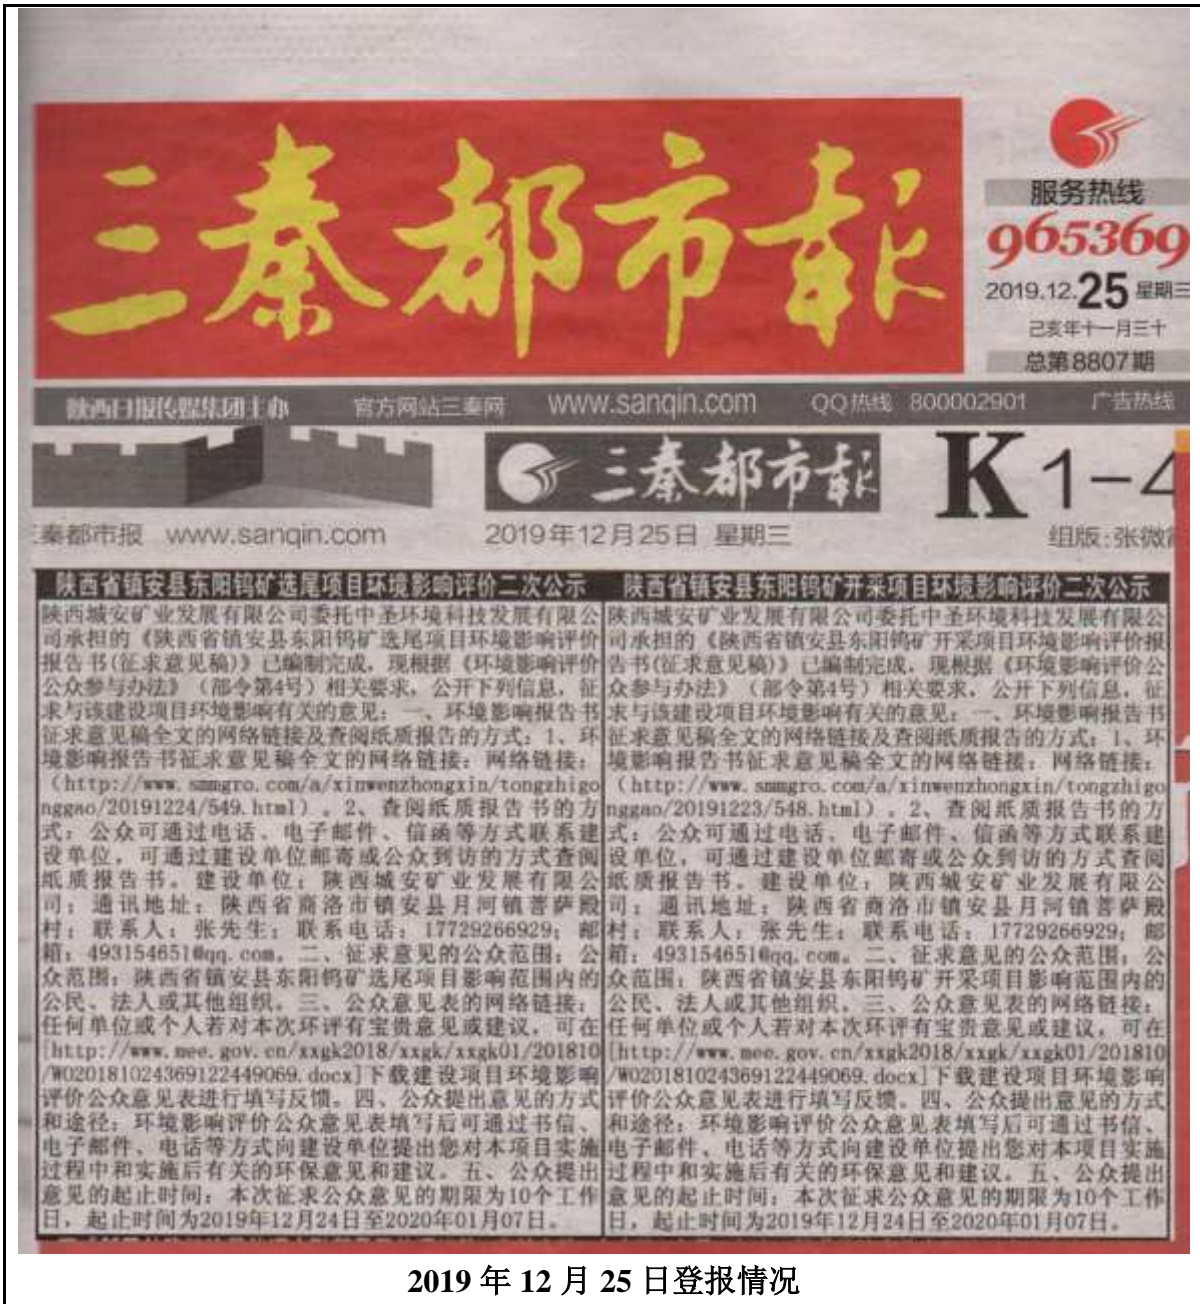 三秦都市报
服务热线
965369
2019.12.25 星期三
己亥年十一月三十
总第8807期
陕西日报传媒集团主办 官方网站三秦网 www.sanqin.com QQ热线 800002901 广告热线
三秦都市报
K 1-4
三秦都市报 www.sanqin.com
2019年12月25日 星期三
组版:张微
陕西省镇安县东阳钨矿选尾项目环境影响评价二次公示
陕西城安矿业发展有限公司委托中圣环境科技发展有限公
司承担的《陕西省镇安县东阳钨矿选尾项目环境影响评价
报告书(征求意见稿)》已编制完成，现根据《环境影响评价
公众参与办法》（部令第4号）相关要求，公开下列信息，征
求与该建设项目环境影响有关的意见：一、环境影响报告书
征求意见稿全文的网络链接及查阅纸质报告的方式：1、环
境影响报告书征求意见稿全文的网络链接：网络链接：
（http://www.smmgro.com/a/xinwenzhongxin/tongzhigo
nggao/20191224/549.html）。2、查阅纸质报告书的方
式：公众可通过电话、电子邮件、信函等方式联系建
设单位，可通过建设单位邮寄或公众到访的方式查阅
纸质报告书。建设单位：陕西城安矿业发展有限公
司；通讯地址：陕西省商洛市镇安县月河镇菩萨殿
村；联系人：张先生；联系电话：17729266929；邮
箱：493154651@qq.com。二、征求意见的公众范围：公
众范围：陕西省镇安县东阳钨矿选尾项目影响范围内的
公民、法人或其他组织。三、公众意见表的网络链接：
任何单位或个人若对本次环评有宝贵意见或建议，可在
[http://www.mee.gov.cn/xxgk2018/xxgk/xxgk01/201810
/W020181024369122449069.docx]下载建设项目环境影响
评价公众意见表进行填写反馈。四、公众提出意见的方式
和途径：环境影响评价公众意见表填写后可通过书信、
电子邮件、电话等方式向建设单位提出您对本项目实施
过程中和实施后有关的环保意见和建议。五、公众提出
意见的起止时间：本次征求公众意见的期限为10个工作
日，起止时间为2019年12月24日至2020年01月07日。
陕西省镇安县东阳钨矿开采项目环境影响评价二次公示
陕西城安矿业发展有限公司委托中圣环境科技发展有限公
司承担的《陕西省镇安县东阳钨矿开采项目环境影响评价报
告书(征求意见稿)》已编制完成，现根据《环境影响评价公
众参与办法》（部令第4号）相关要求，公开下列信息，征
求与该建设项目环境影响有关的意见：一、环境影响报告书
征求意见稿全文的网络链接及查阅纸质报告的方式：1、环
境影响报告书征求意见稿全文的网络链接：网络链接：
（http://www.smmgro.com/a/xinwenzhongxin/tongzhigo
nggao/20191223/548.html）。2、查阅纸质报告书的方
式：公众可通过电话、电子邮件、信函等方式联系建
设单位，可通过建设单位邮寄或公众到访的方式查阅
纸质报告书。建设单位：陕西城安矿业发展有限公
司；通讯地址：陕西省商洛市镇安县月河镇菩萨殿
村；联系人：张先生；联系电话：17729266929；邮
箱：493154651@qq.com。二、征求意见的公众范围：公
众范围：陕西省镇安县东阳钨矿开采项目影响范围内的
公民、法人或其他组织。三、公众意见表的网络链接：
任何单位或个人若对本次环评有宝贵意见或建议，可在
[http://www.mee.gov.cn/xxgk2018/xxgk/xxgk01/201810
/W020181024369122449069.docx]下载建设项目环境影响
评价公众意见表进行填写反馈。四、公众提出意见的方式
和途径：环境影响评价公众意见表填写后可通过书信、
电子邮件、电话等方式向建设单位提出您对本项目实施
过程中和实施后有关的环保意见和建议。五、公众提出
意见的起止时间：本次征求公众意见的期限为10个工作
日，起止时间为2019年12月24日至2020年01月07日。
2019 年 12 月 25 日登报情况